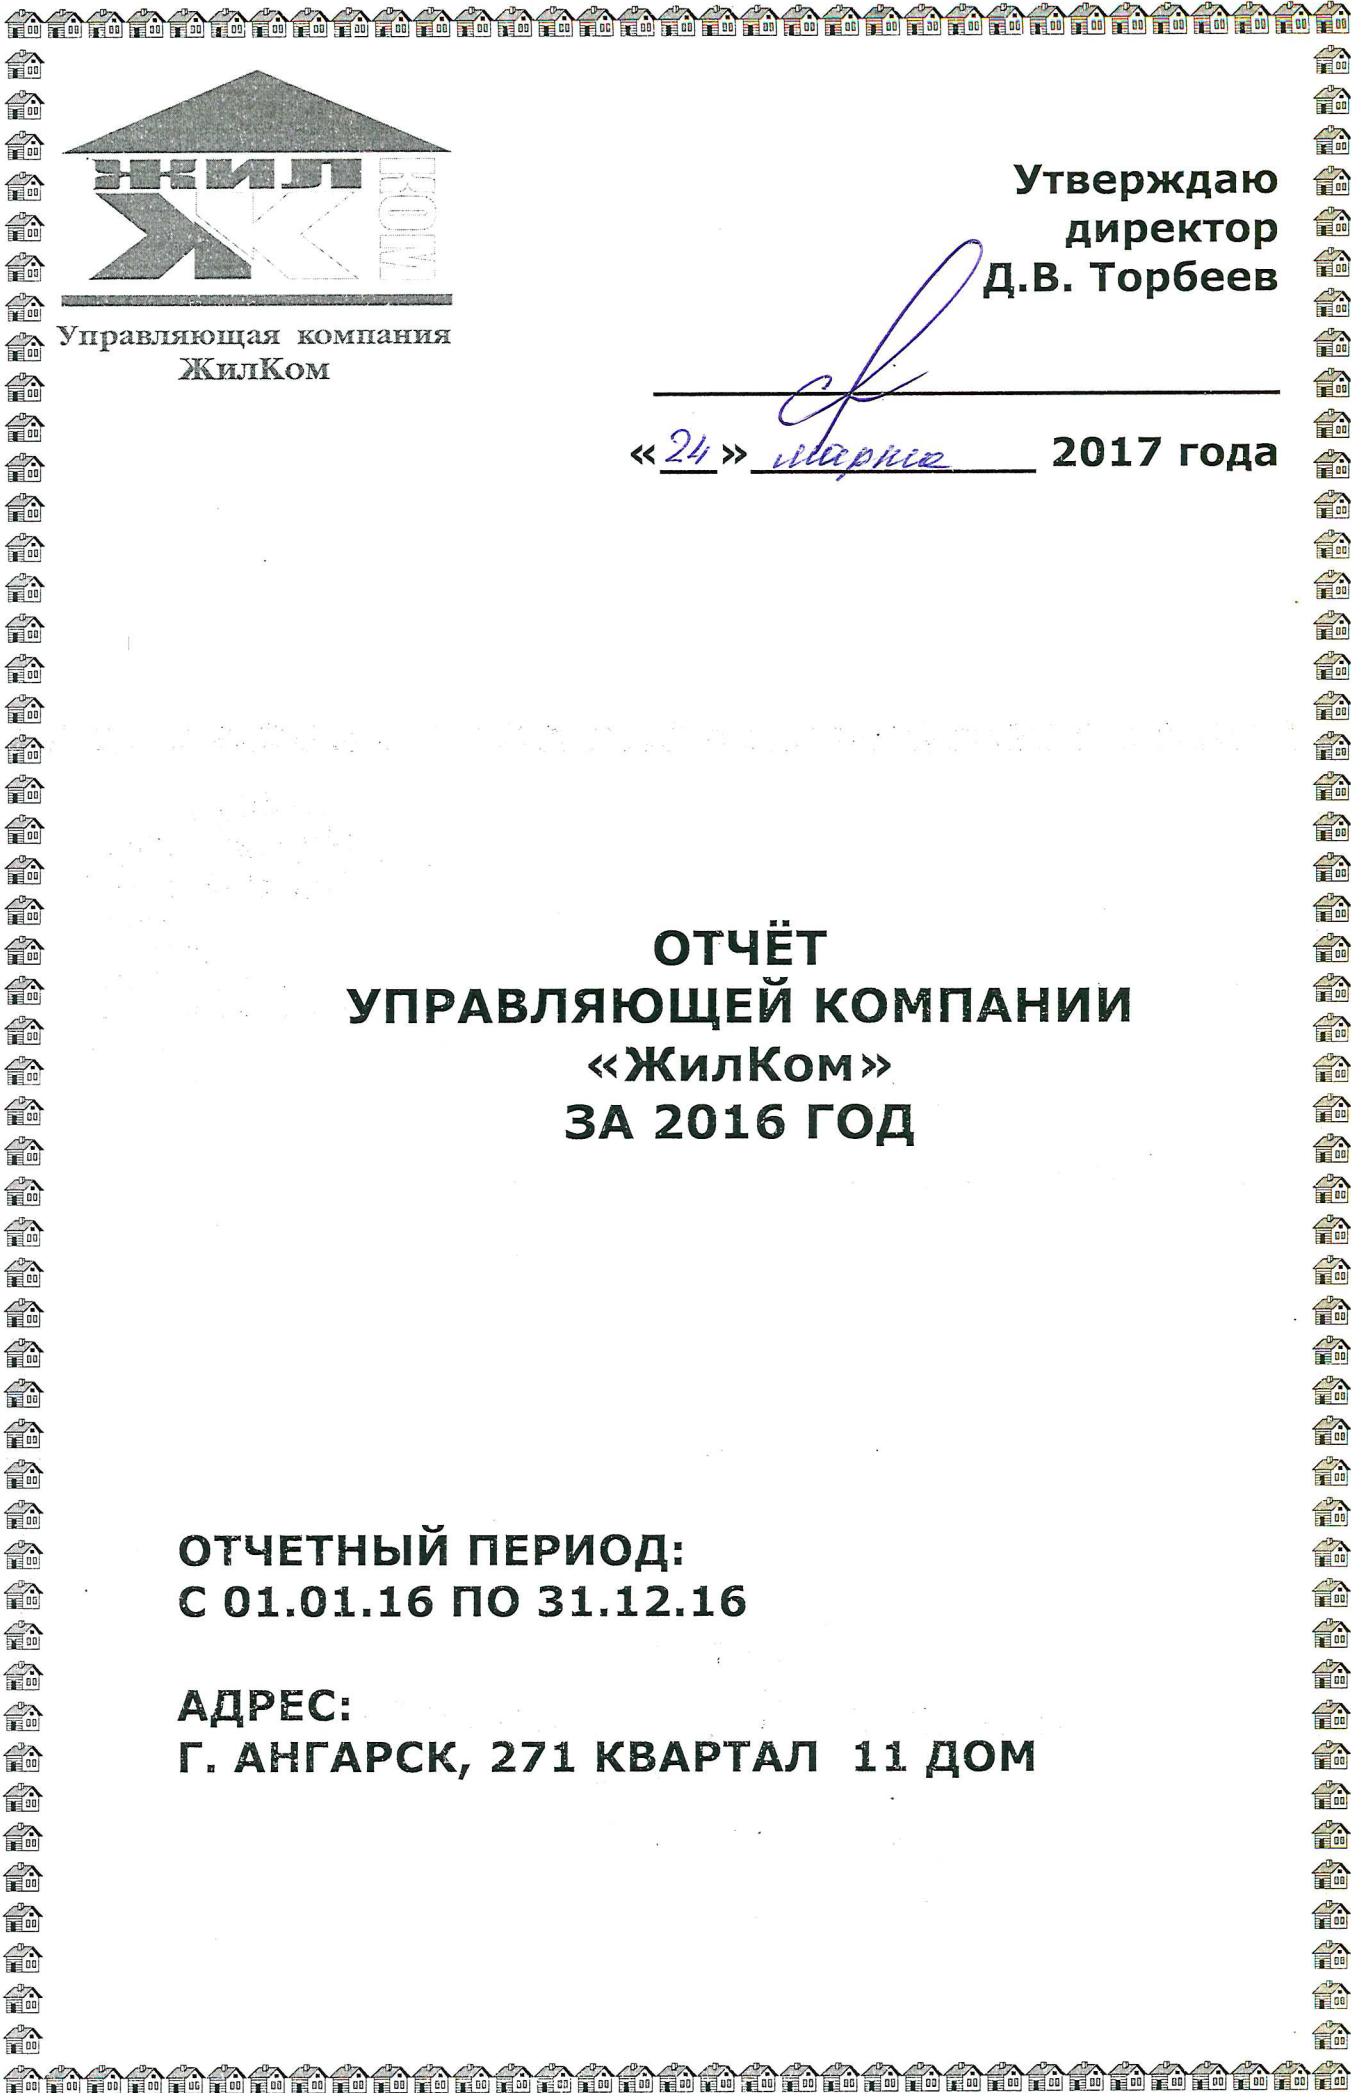 ЖИЛ
КОМ
Управляющая компания
ЖилКом
Утверждаю
директор
Д.В. Торбеев
«24» марта 2017 года
ОТЧЁТ
УПРАВЛЯЮЩЕЙ КОМПАНИИ
«ЖилКом»
ЗА 2016 ГОД
ОТЧЕТНЫЙ ПЕРИОД:
С 01.01.16 ПО 31.12.16
АДРЕС:
Г. АНГАРСК, 271 КВАРТАЛ  11 ДОМ